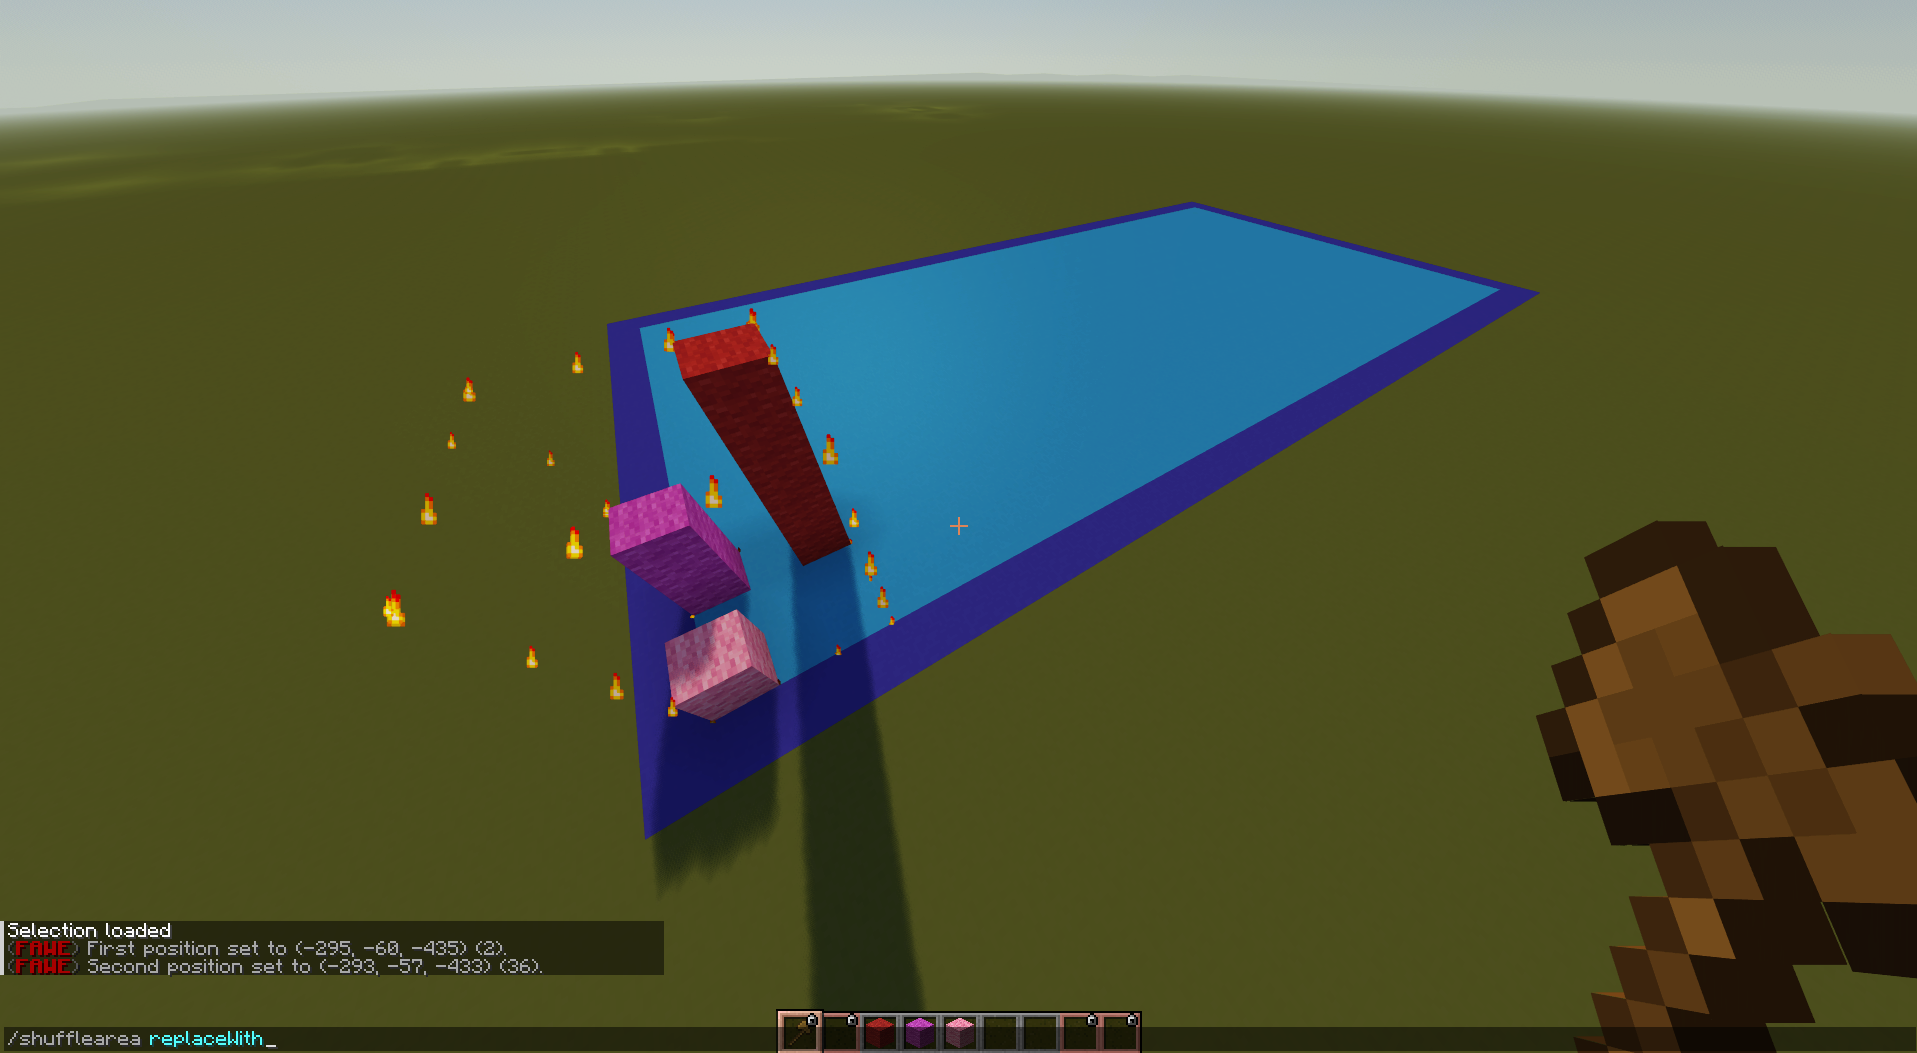 Selection loaded
(FAWE) First position set to (-295, -60, -435) (2).
(FAWE) Second position set to (-293, -57, -433) (36).
/shufflearea replaceWith_